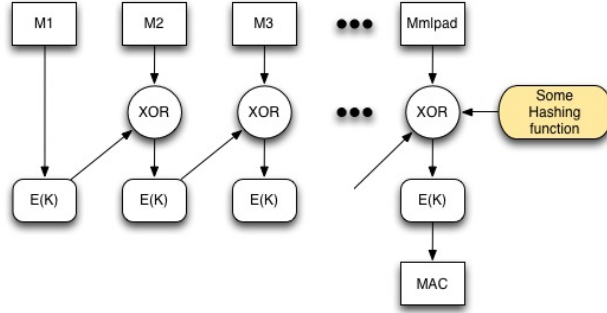 M1
M2
M3
Mmlpad
XOR
XOR
XOR
Some
Hashing
function
E(K)
E(K)
E(K)
E(K)
MAC